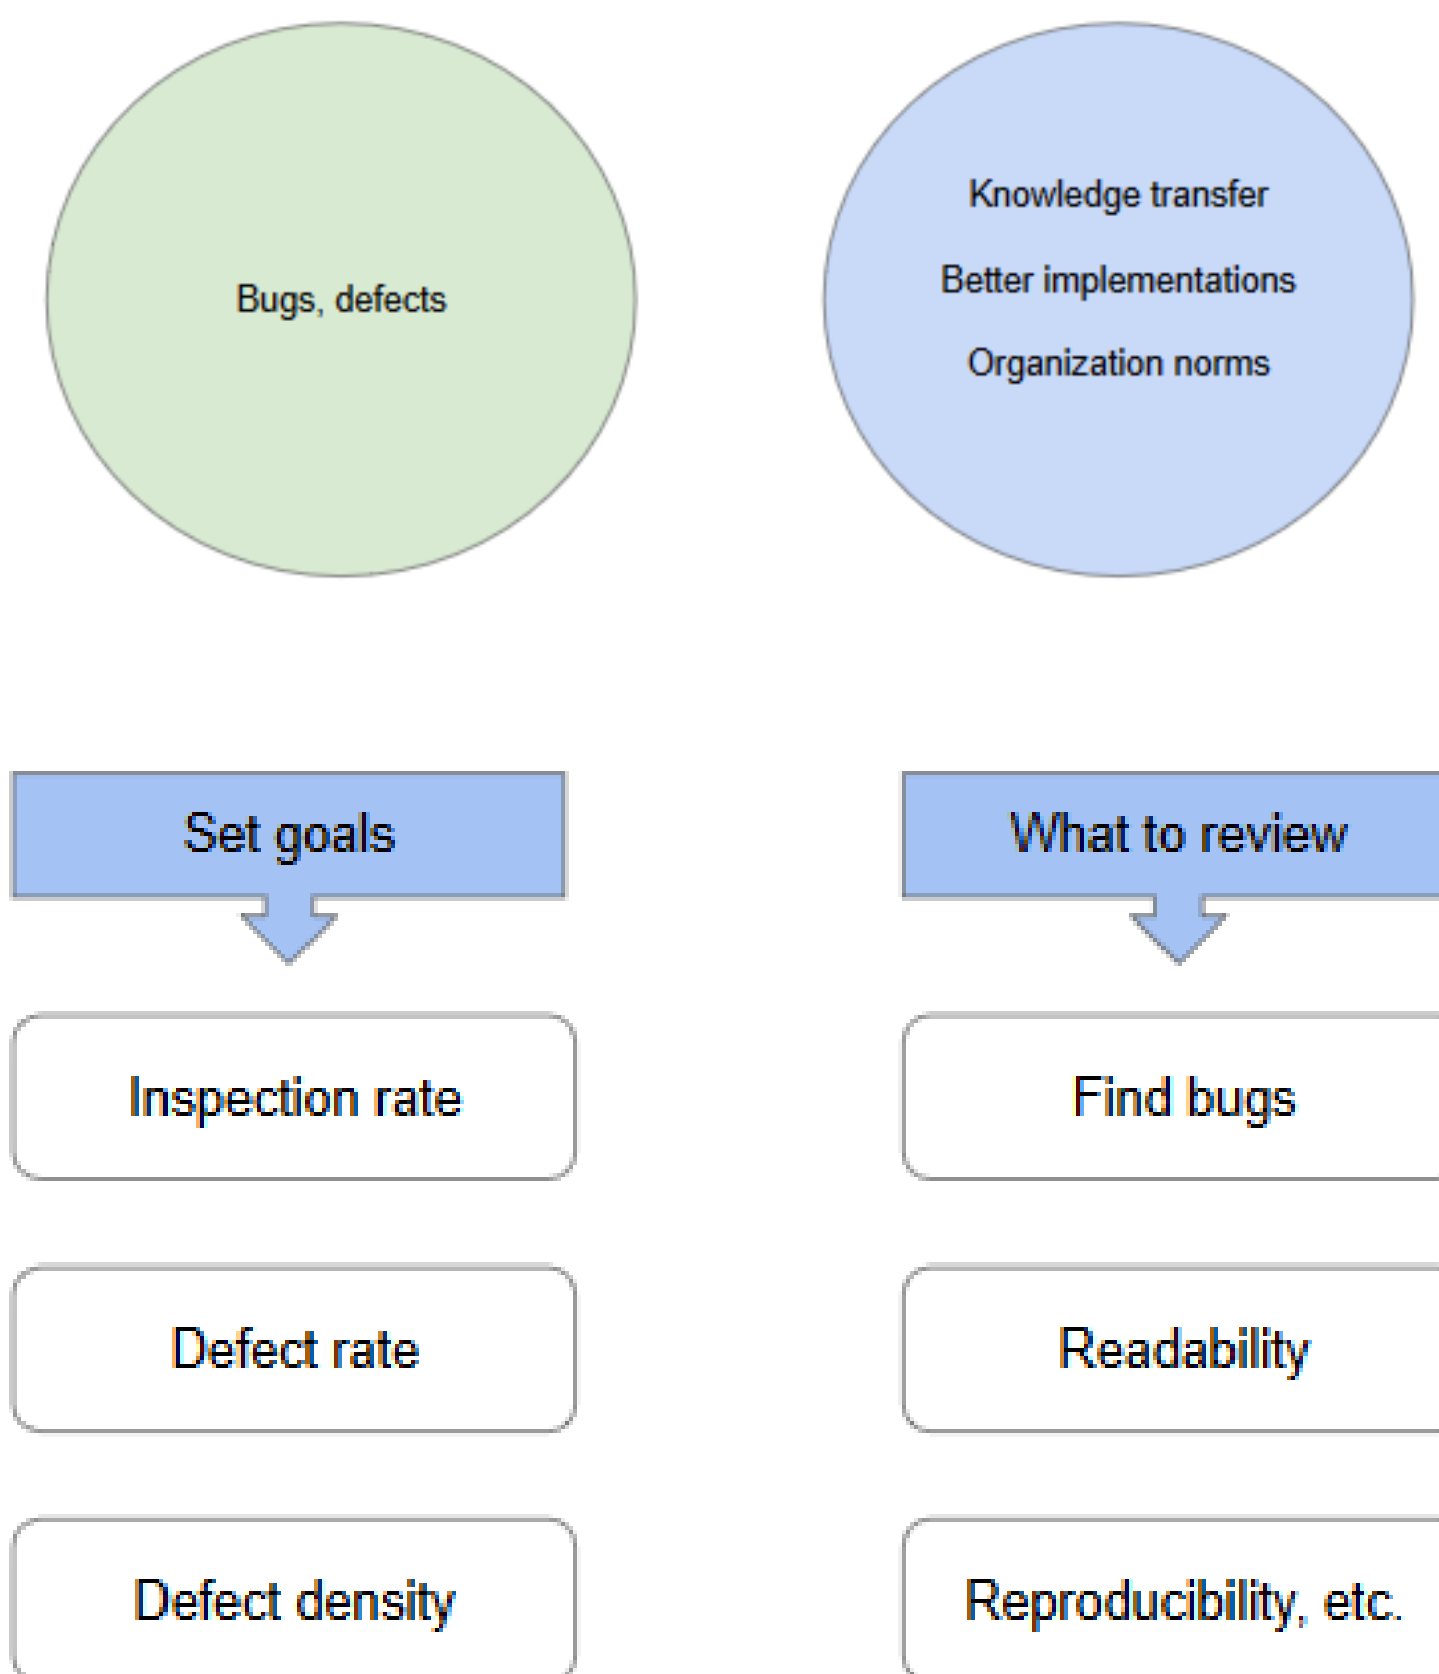 Bugs, defects
Knowledge transfer
Better implementations
Organization norms
Set goals
Inspection rate
Defect rate
Defect density
What to review
Find bugs
Readability
Reproducibility, etc.